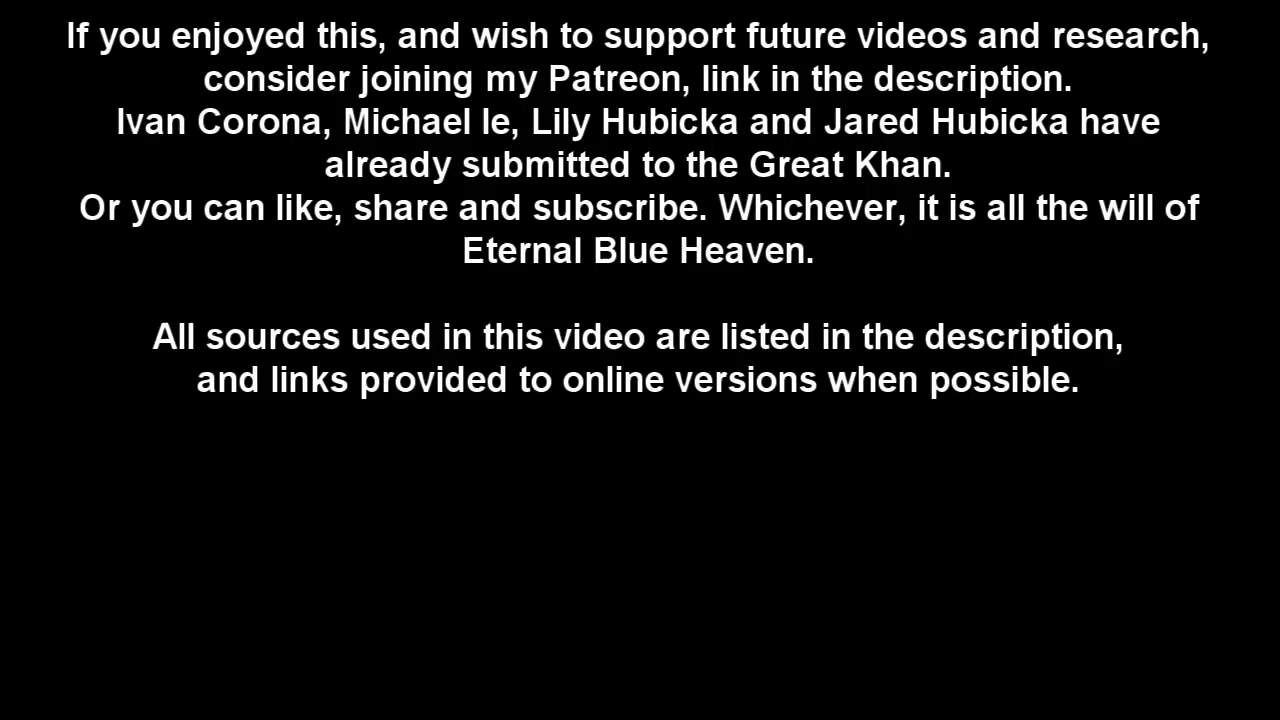 If you enjoyed this, and wish to support future videos and research,
consider joining my Patreon, link in the description.
Ivan Corona, Michael le, Lily Hubicka and Jared Hubicka have
already submitted to the Great Khan.
Or you can like, share and subscribe. Whichever, it is all the will of
Eternal Blue Heaven.
All sources used in this video are listed in the description,
and links provided to online versions when possible.